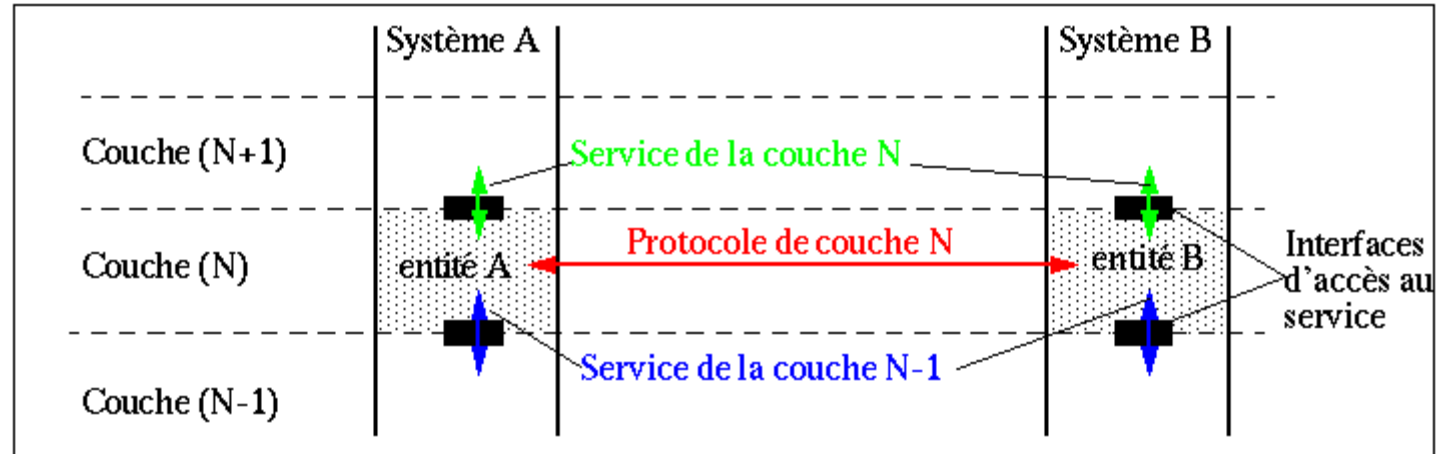 Système A
Système B
Couche (N+1)
Service de la couche N
Couche (N)
entité A
Protocole de couche N
entité B
Interfaces
d'accès au
service
Service de la couche N-1
Couche (N-1)